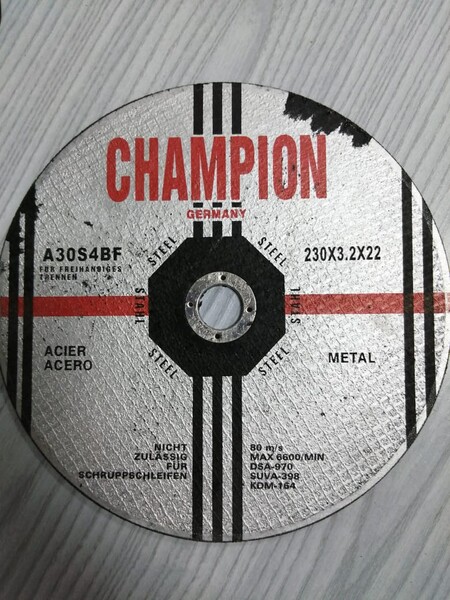 CHAMPION
GERMANY
A30S4BF
FÜR FREIHÄNDIGES
TRENNEN
230X3.2X22
STEEL
STEEL
STAHL
STAHL
STEEL
STEEL
ACIER
ACERO
METAL
NICHT
ZULÄSSIG
FÜR
SCHRUPPSCHLEIFEN
80 m/s
MAX 6600/MIN
DSA-970
SUVA-398
KDM-164